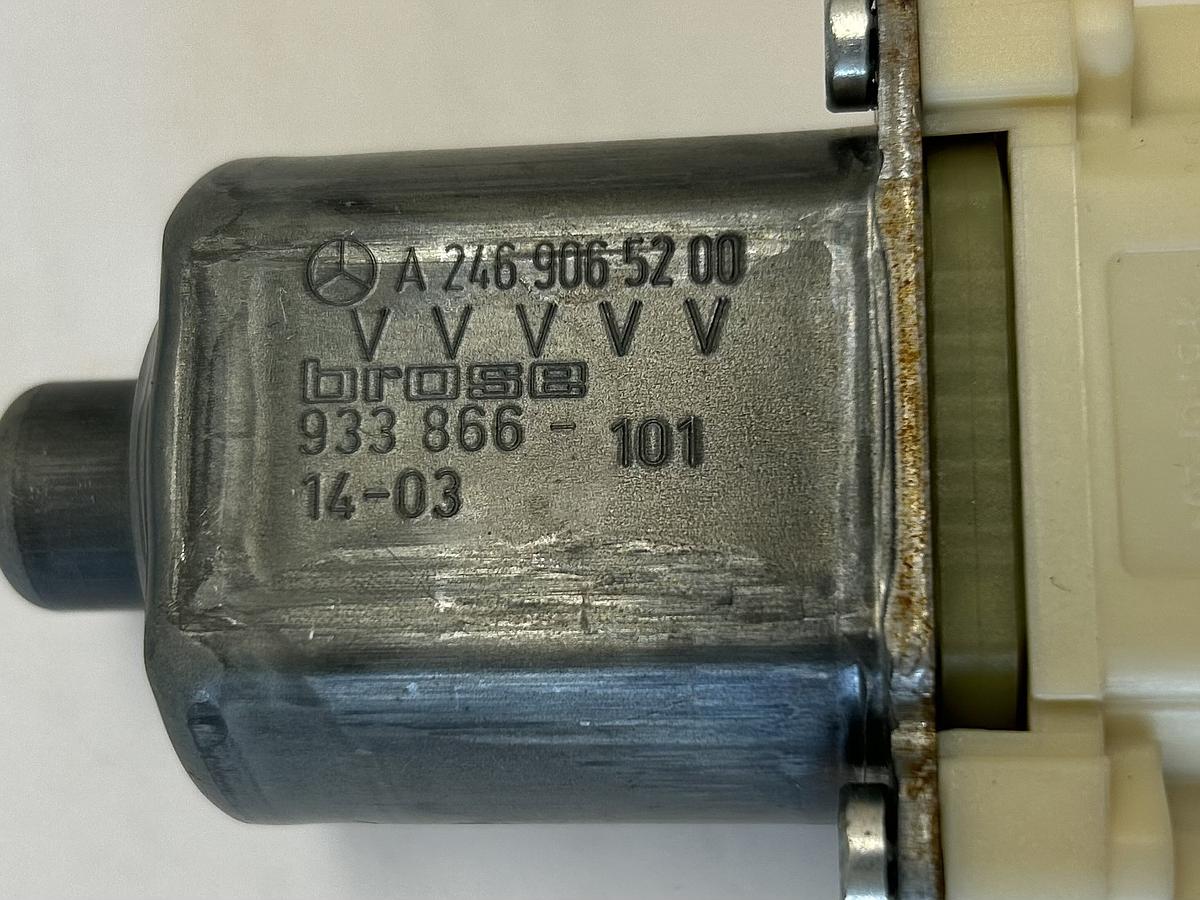 A 246 906 52 00
V V V V V
brose
933 866 - 101
14-03